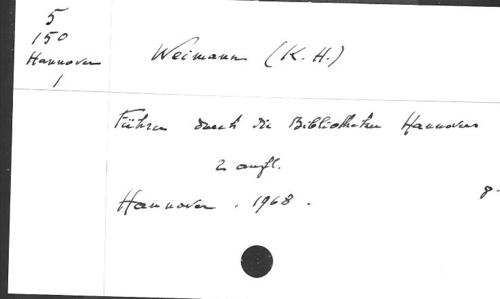 5
150
Hannover
1
Weimann (K. H.)
Führer durch die Bibliotheken Hannovers
2 aufl.
Hannover . 1968 .
8.